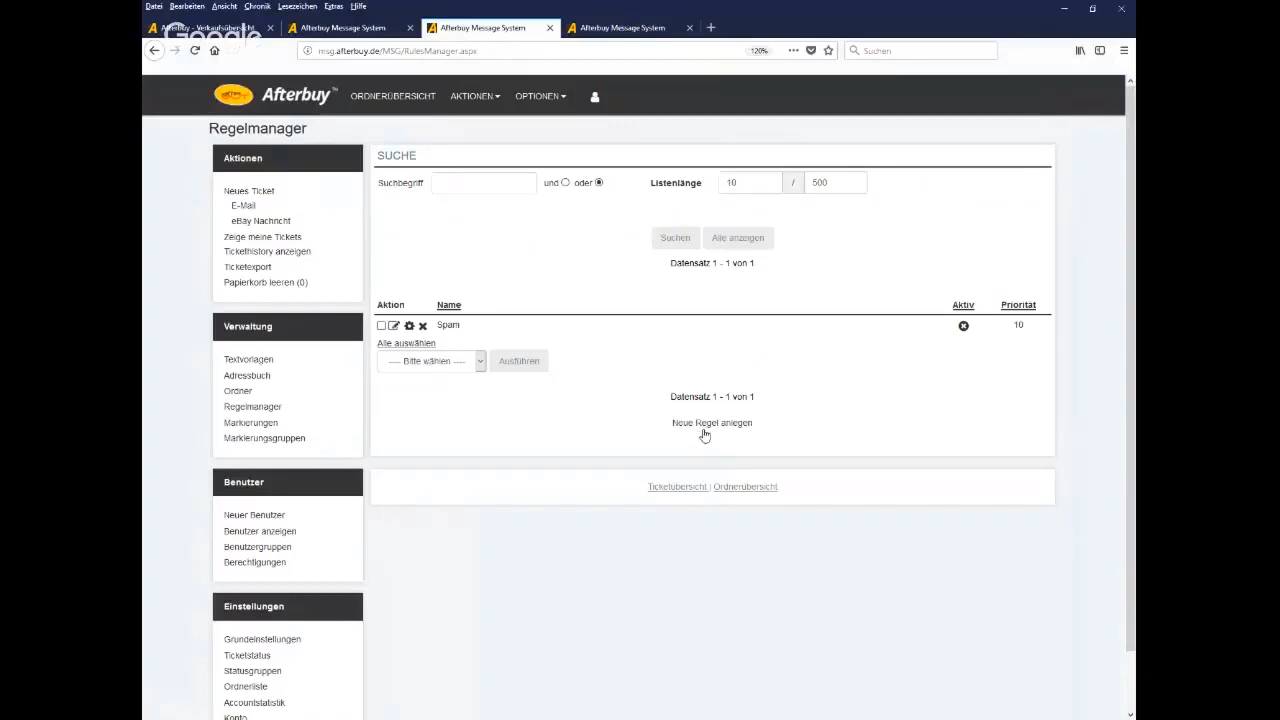 Datei Bearbeiten Ansicht Chronik Lesezeichen Extras Hilfe
Afterbuy - Verkaufsübersicht
Afterbuy Message System
Afterbuy Message System
Afterbuy Message System
Google
msg.afterbuy.de/MSG/RulesManager.aspx
120%
Suchen
Afterbuy™
ORDNERÜBERSICHT
AKTIONEN
OPTIONEN
Regelmanager
Aktionen
Neues Ticket
E-Mail
eBay Nachricht
Zeige meine Tickets
Tickethistory anzeigen
Ticketexport
Papierkorb leeren (0)
Verwaltung
Textvorlagen
Adressbuch
Ordner
Regelmanager
Markierungen
Markierungsgruppen
Benutzer
Neuer Benutzer
Benutzer anzeigen
Benutzergruppen
Berechtigungen
Einstellungen
Grundeinstellungen
Ticketstatus
Statusgruppen
Ordnerliste
Accountstatistik
Konto
SUCHE
Suchbegriff und oder Listenlänge 10 / 500
Suchen Alle anzeigen
Datensatz 1 - 1 von 1
Aktion Name Aktiv Priorität
Spam 10
Alle auswählen
---- Bitte wählen ---- Ausführen
Datensatz 1 - 1 von 1
Neue Regel anlegen
Ticketübersicht | Ordnerübersicht